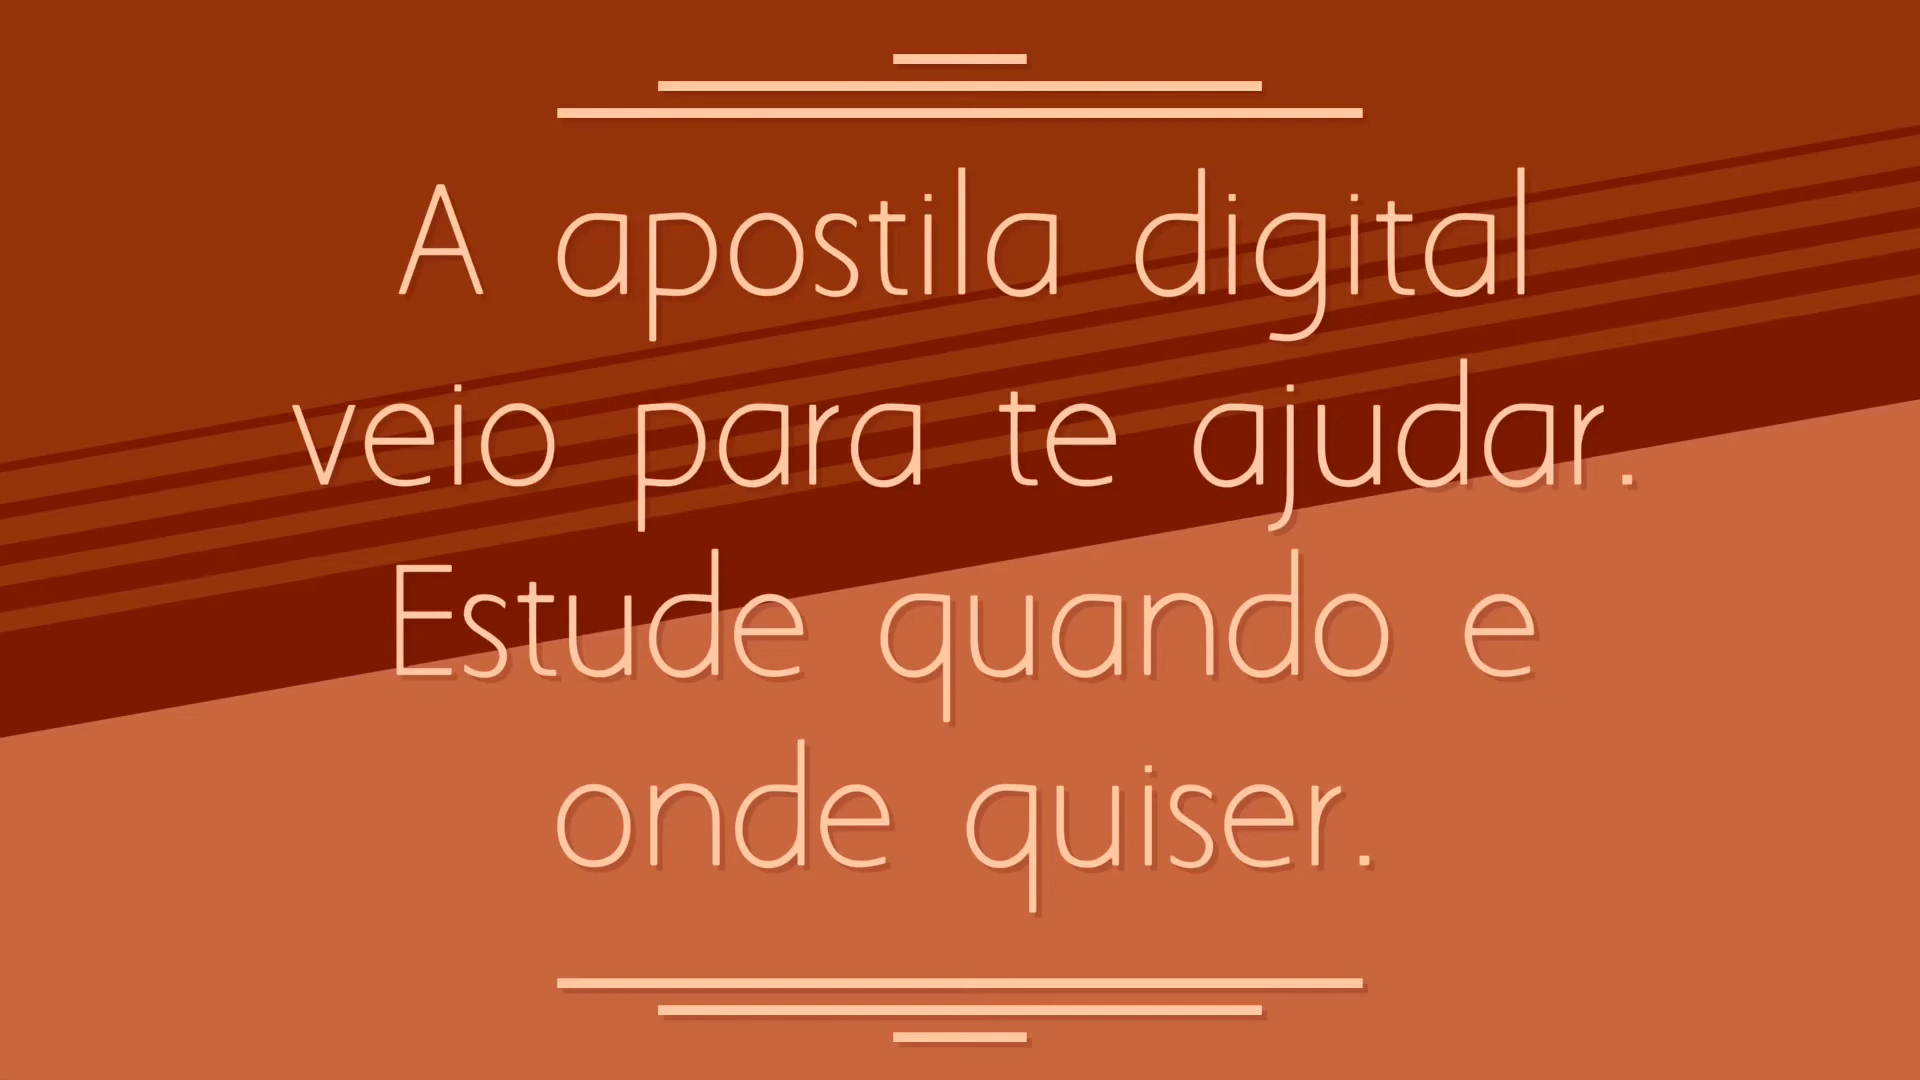 A apostila digital
veio para te ajudar.
Estude quando e
onde quiser.